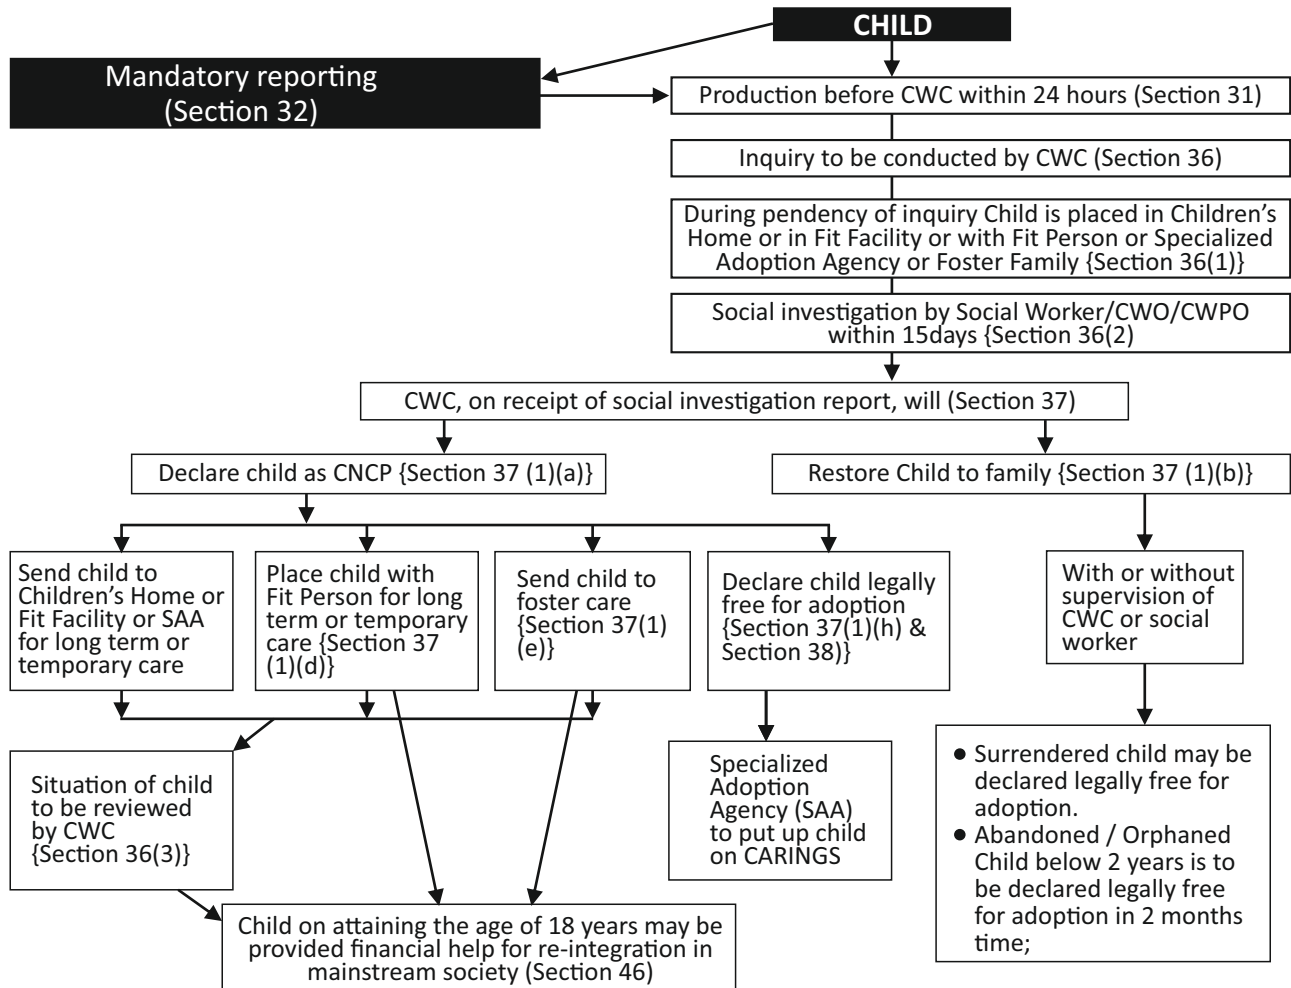 CHILD
Mandatory reporting
(Section 32)
Production before CWC within 24 hours (Section 31)
Inquiry to be conducted by CWC (Section 36)
During pendency of inquiry Child is placed in Children’s
Home or in Fit Facility or with Fit Person or Specialized
Adoption Agency or Foster Family {Section 36(1)}
Social investigation by Social Worker/CWO/CWPO
within 15days {Section 36(2)
CWC, on receipt of social investigation report, will (Section 37)
Declare child as CNCP {Section 37 (1)(a)}
Restore Child to family {Section 37 (1)(b)}
Send child to
Children’s Home or
Fit Facility or SAA
for long term or
temporary care
Place child with
Fit Person for long
term or temporary
care {Section 37
(1)(d)}
Send child to
foster care
{Section 37(1)
(e)}
Declare child legally
free for adoption
{Section 37(1)(h) &
Section 38)}
With or without
supervision of
CWC or social
worker
Situation of child
to be reviewed
by CWC
{Section 36(3)}
Specialized
Adoption
Agency (SAA)
to put up child
on CARINGS
● Surrendered child may be
declared legally free for
adoption.
● Abandoned / Orphaned
Child below 2 years is to
be declared legally free
for adoption in 2 months
time;
Child on attaining the age of 18 years may be
provided financial help for re-integration in
mainstream society (Section 46)